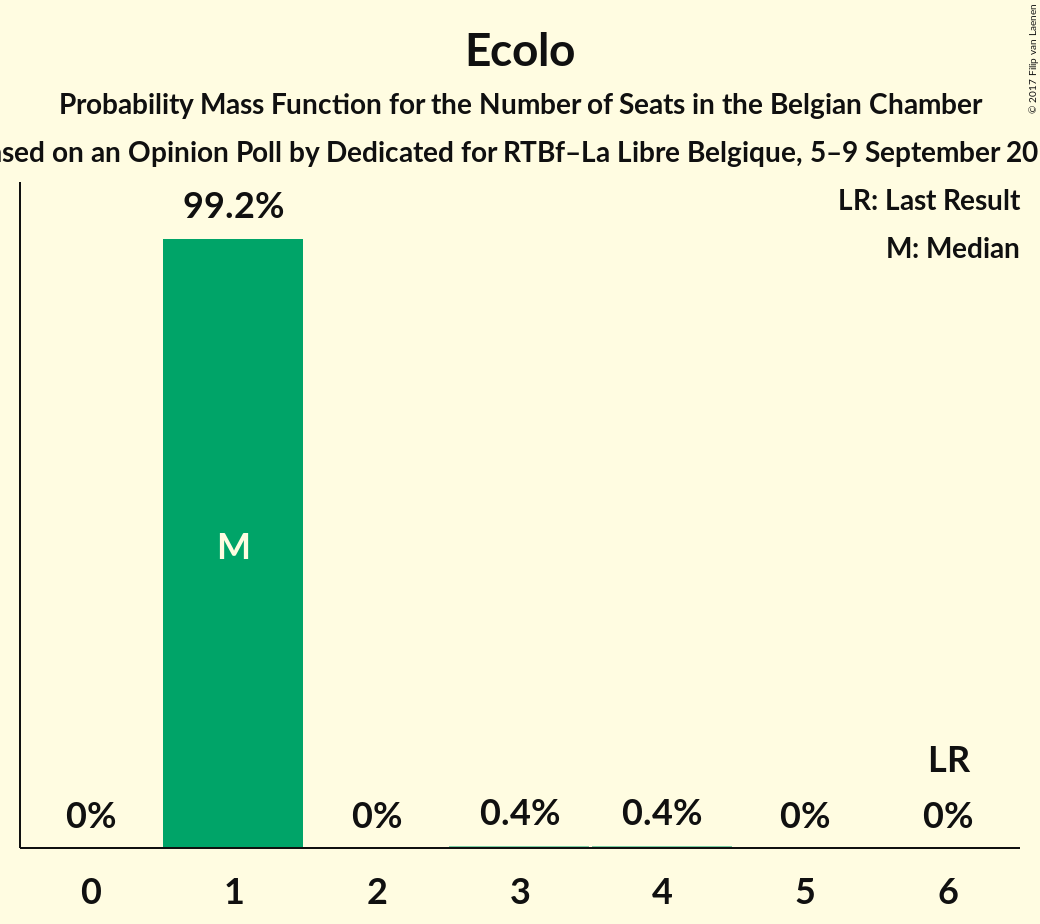 Ecolo
Probability Mass Function for the Number of Seats in the Belgian Chamber
on an Opinion Poll by Dedicated for RTBf–La Libre Belgique, 5–9 September
LR: Last Result
M: Median
99.2%
M
LR
0% 0% 0.4% 0.4% 0% 0%
0 1 2 3 4 5 6
© 2017 Filip van Laenen